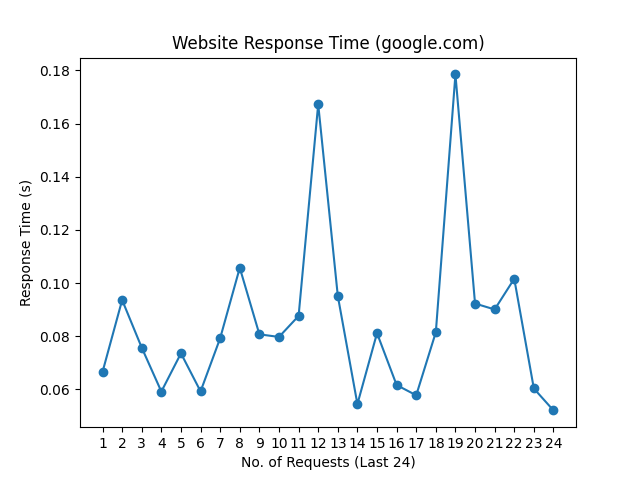 Website Response Time (google.com)
0.18
0.16
0.14
0.12
0.10
0.08
0.06
Response Time (s)
1 2 3 4 5 6 7 8 9 10 11 12 13 14 15 16 17 18 19 20 21 22 23 24
No. of Requests (Last 24)